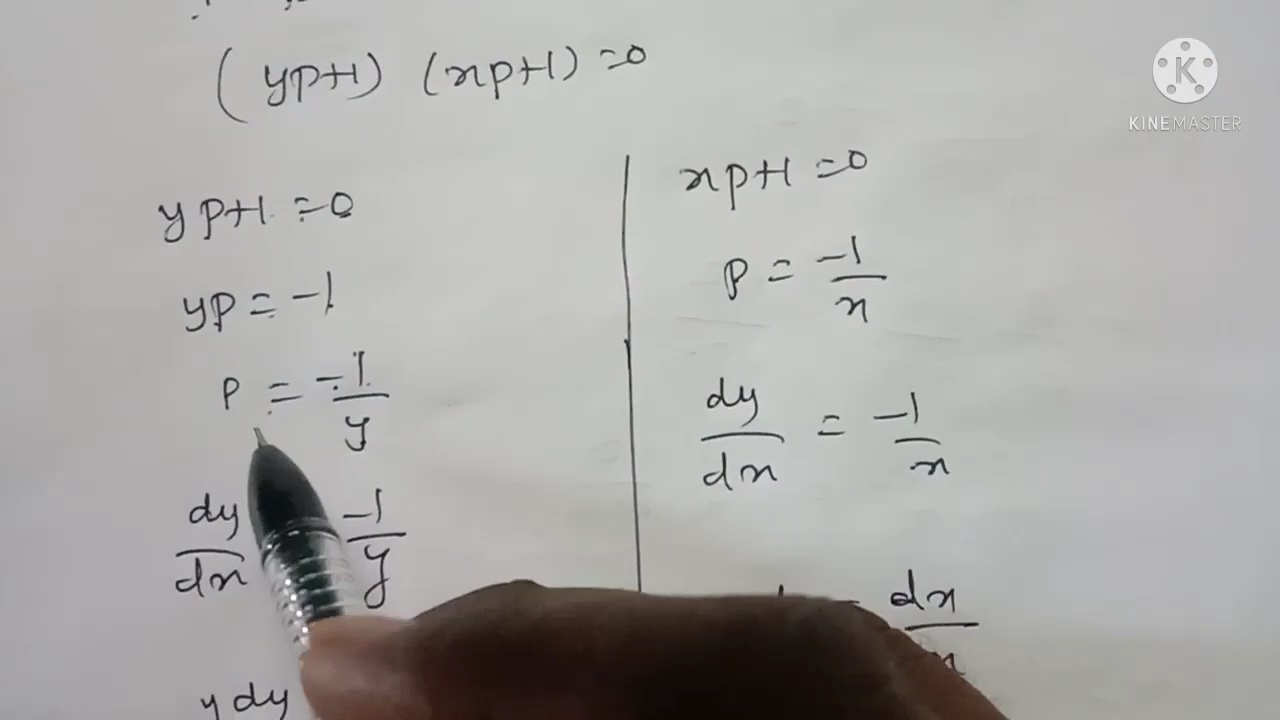 (yp+1) (xp+1) =0
yp+1 =0
yp = -1
p = -1/y
dy/dx -1/y
y dy
xp+1 =0
p = -1/x
dy/dx = -1/x
dx
KINEMASTER